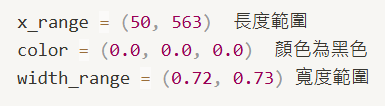 x_range = (50, 563)  長度範圍
color = (0.0, 0.0, 0.0)  顏色為黑色
width_range = (0.72, 0.73) 寬度範圍